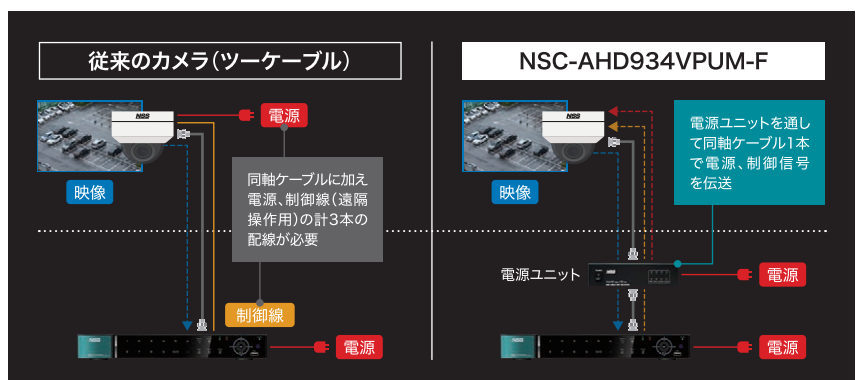 従来のカメラ（ツーケーブル）
NSS
電源
映像
同軸ケーブルに加え
電源、制御線（遠隔
操作用）の計3本の
配線が必要
制御線
NSS
電源
NSC-AHD934VPUM-F
NSS
電源ユニットを通し
て同軸ケーブル1本
で電源、制御信号
を伝送
映像
電源ユニット
NSS
電源
NSS
電源